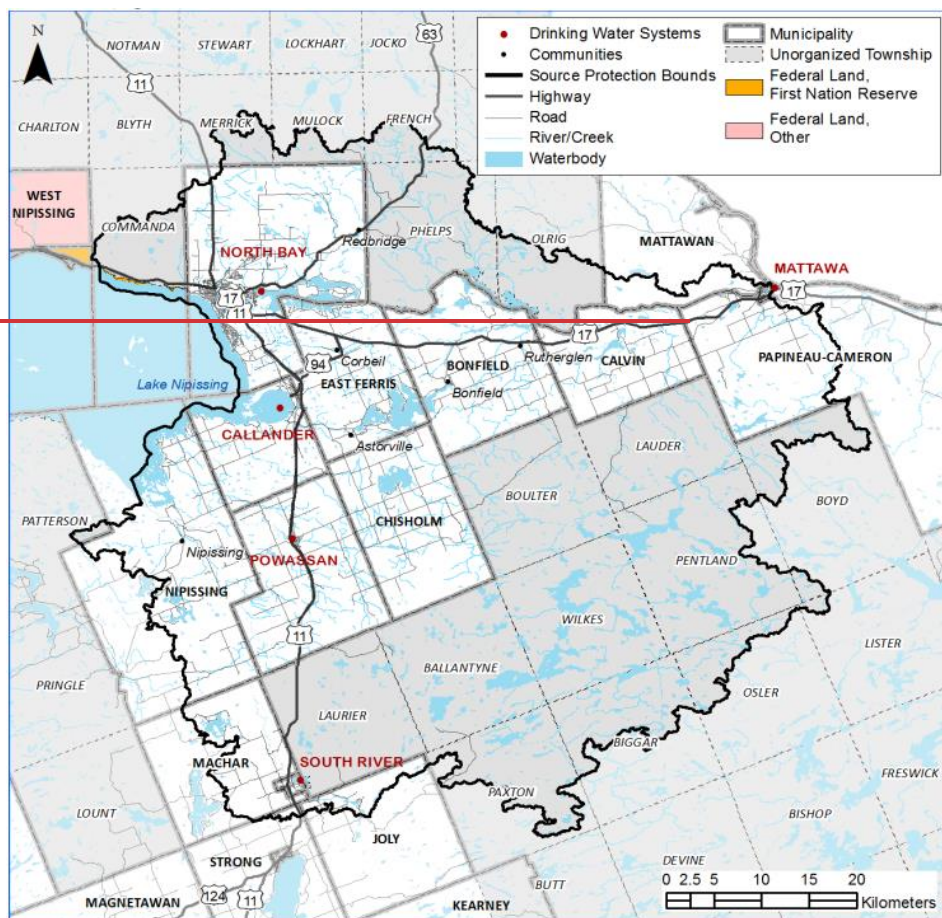 N
NOTMAN
STEWART
LOCKHART
JOCKO
63
11
CHARLTON
BLYTH
MERRICK
MULOCK
FRENCH
Drinking Water Systems
Communities
Source Protection Bounds
Highway
Road
River/Creek
Waterbody
Municipality
Unorganized Township
Federal Land,
First Nation Reserve
Federal Land,
Other
WEST
NIPISSING
COMMANDA
Redbridge
PHELPS
OLRIG
MATTAWAN
NORTH BAY
MATTAWA
17
17
11
17
Lake Nipissing
94
Corbeil
EAST FERRIS
BONFIELD
Rutherglen
CALVIN
PAPINEAU-CAMERON
Bonfield
CALLANDER
Astorville
LAUDER
PATTERSON
BOULTER
BOYD
CHISHOLM
Nipissing
POWASSAN
PENTLAND
NIPISSING
WILKES
11
LISTER
BALLANTYNE
PRINGLE
OSLER
LAURIER
BIGGAR
MACHAR
SOUTH RIVER
FRESWICK
PAXTON
LOUNT
BISHOP
JOLY
STRONG
DEVINE
124
11
BUTT
MAGNETAWAN
KEARNEY
0 2.5 5 10 15 20
Kilometers